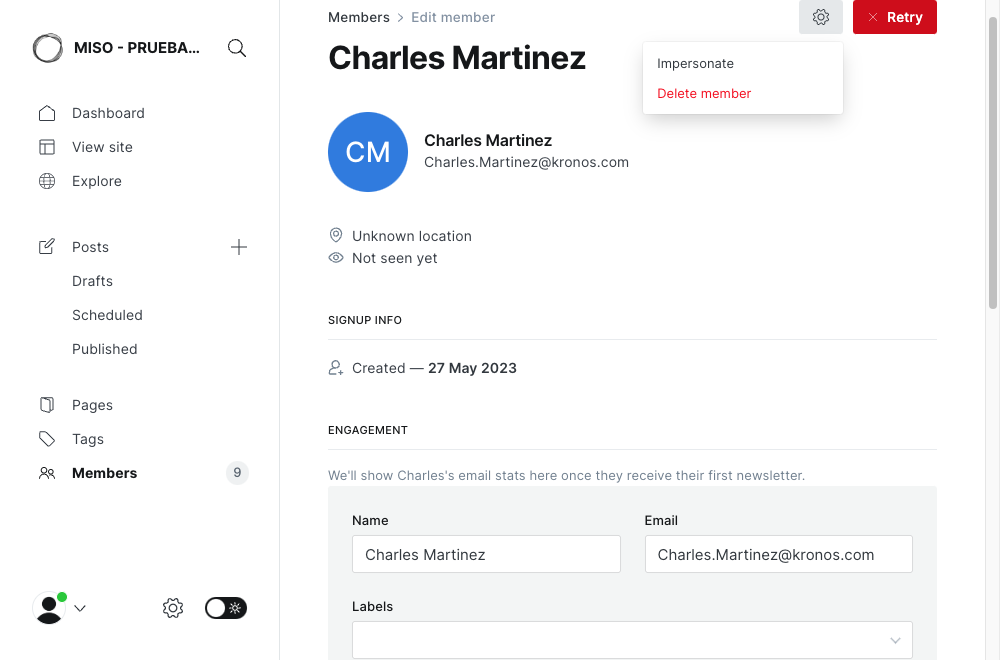 MISO - PRUEBA...
Dashboard
View site
Explore
Posts
Drafts
Scheduled
Published
Pages
Tags
Members
9
Members > Edit member
Retry
Charles Martinez
Impersonate
Delete member
CM
Charles Martinez
Charles.Martinez@kronos.com
Unknown location
Not seen yet
SIGNUP INFO
Created — 27 May 2023
ENGAGEMENT
We'll show Charles's email stats here once they receive their first newsletter.
Name
Email
Charles Martinez
Charles.Martinez@kronos.com
Labels